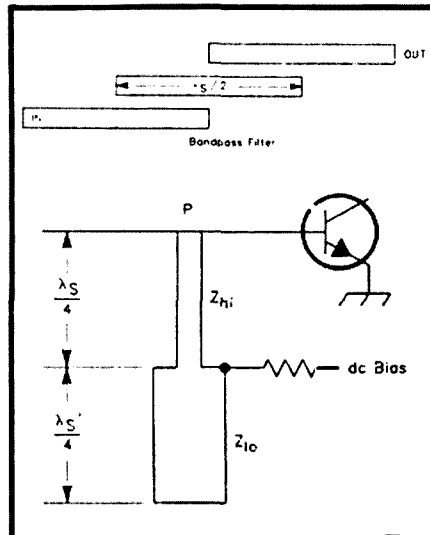 OUT
λS/2
IN
Bandpass Filter
P
λS
4
Zhi
dc Bias
λS'
4
Zlo